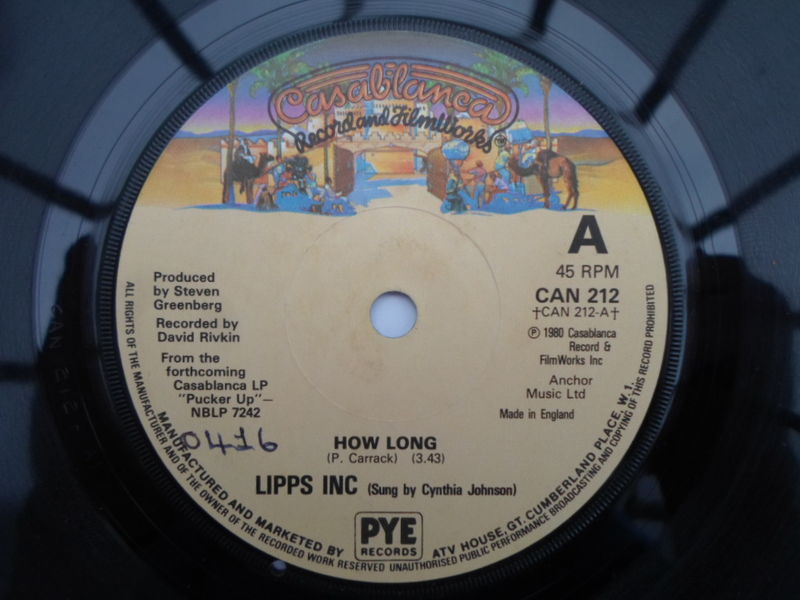 Casablanca
Record and FilmWorks®
A
45 RPM
CAN 212
†CAN 212-A†
℗ 1980 Casablanca
Record &
FilmWorks Inc
Anchor
Music Ltd
Made in England
Produced
by Steven
Greenberg
Recorded by
David Rivkin
From the
forthcoming
Casablanca LP
"Pucker Up"—
NBLP 7242
0416
HOW LONG
(P. Carrack) (3.43)
LIPPS INC (Sung by Cynthia Johnson)
MANUFACTURED AND MARKETED BY PYE RECORDS ATV HOUSE, GT. CUMBERLAND PLACE, W.1.
ALL RIGHTS OF THE MANUFACTURER AND OF THE OWNER OF THE RECORDED WORK RESERVED UNAUTHORISED PUBLIC PERFORMANCE BROADCASTING AND COPYING OF THIS RECORD PROHIBITED